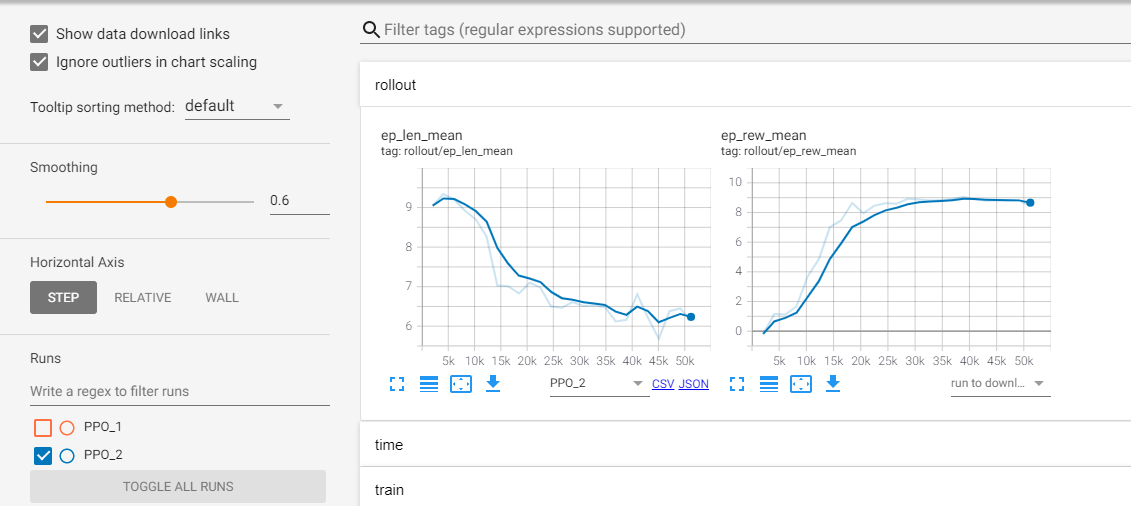 Show data download links
Ignore outliers in chart scaling
Tooltip sorting method: default
Smoothing
0.6
Horizontal Axis
STEP RELATIVE WALL
Runs
Write a regex to filter runs
PPO_1
PPO_2
TOGGLE ALL RUNS
Filter tags (regular expressions supported)
rollout
ep_len_mean
tag: rollout/ep_len_mean
9
8
7
6
5k 10k 15k 20k 25k 30k 35k 40k 45k 50k
PPO_2 CSV JSON
ep_rew_mean
tag: rollout/ep_rew_mean
10
8
6
4
2
0
5k 10k 15k 20k 25k 30k 35k 40k 45k 50k
run to downl...
time
train